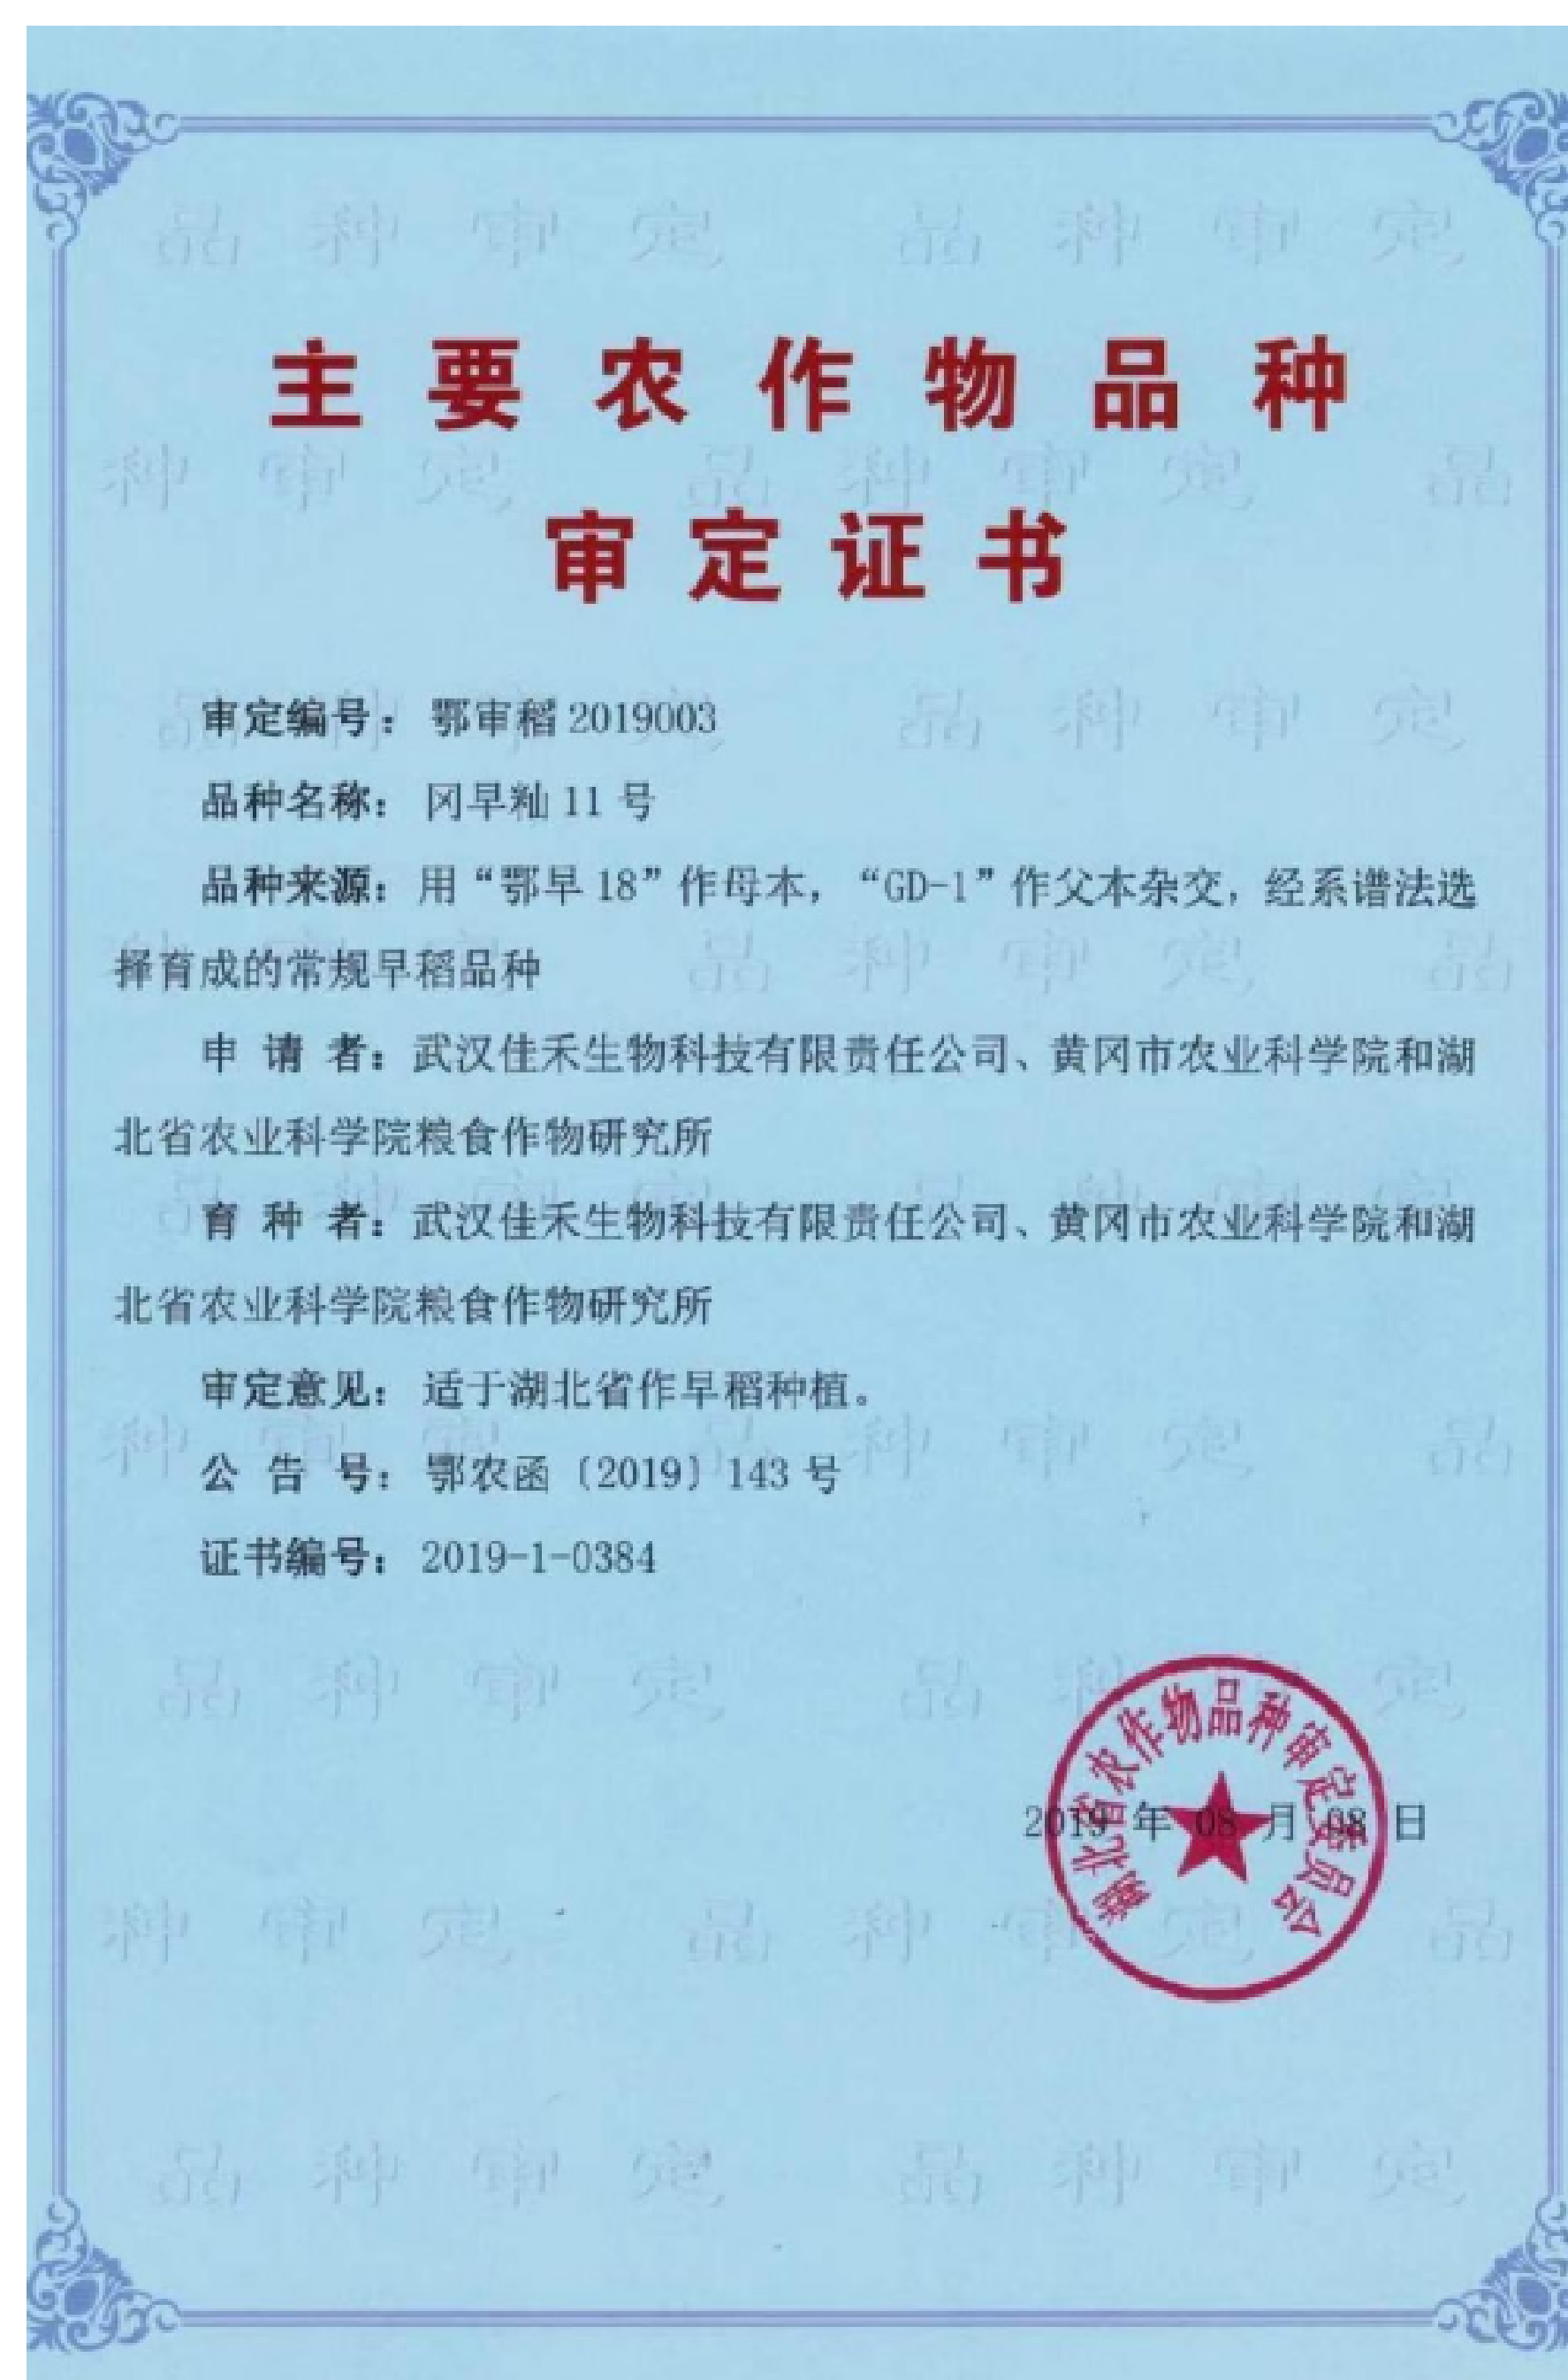 主要农作物品种
审定证书
审定编号：鄂审稻2019003
品种名称：冈早籼11号
品种来源：用“鄂早18”作母本，“GD-1”作父本杂交，经系谱法选
择育成的常规早稻品种
申请者：武汉佳禾生物科技有限责任公司、黄冈市农业科学院和湖
北省农业科学院粮食作物研究所
育种者：武汉佳禾生物科技有限责任公司、黄冈市农业科学院和湖
北省农业科学院粮食作物研究所
审定意见：适于湖北省作早稻种植。
公告号：鄂农函〔2019〕143号
证书编号：2019-1-0384
湖北省农作物品种审定委员会
2019年08月08日